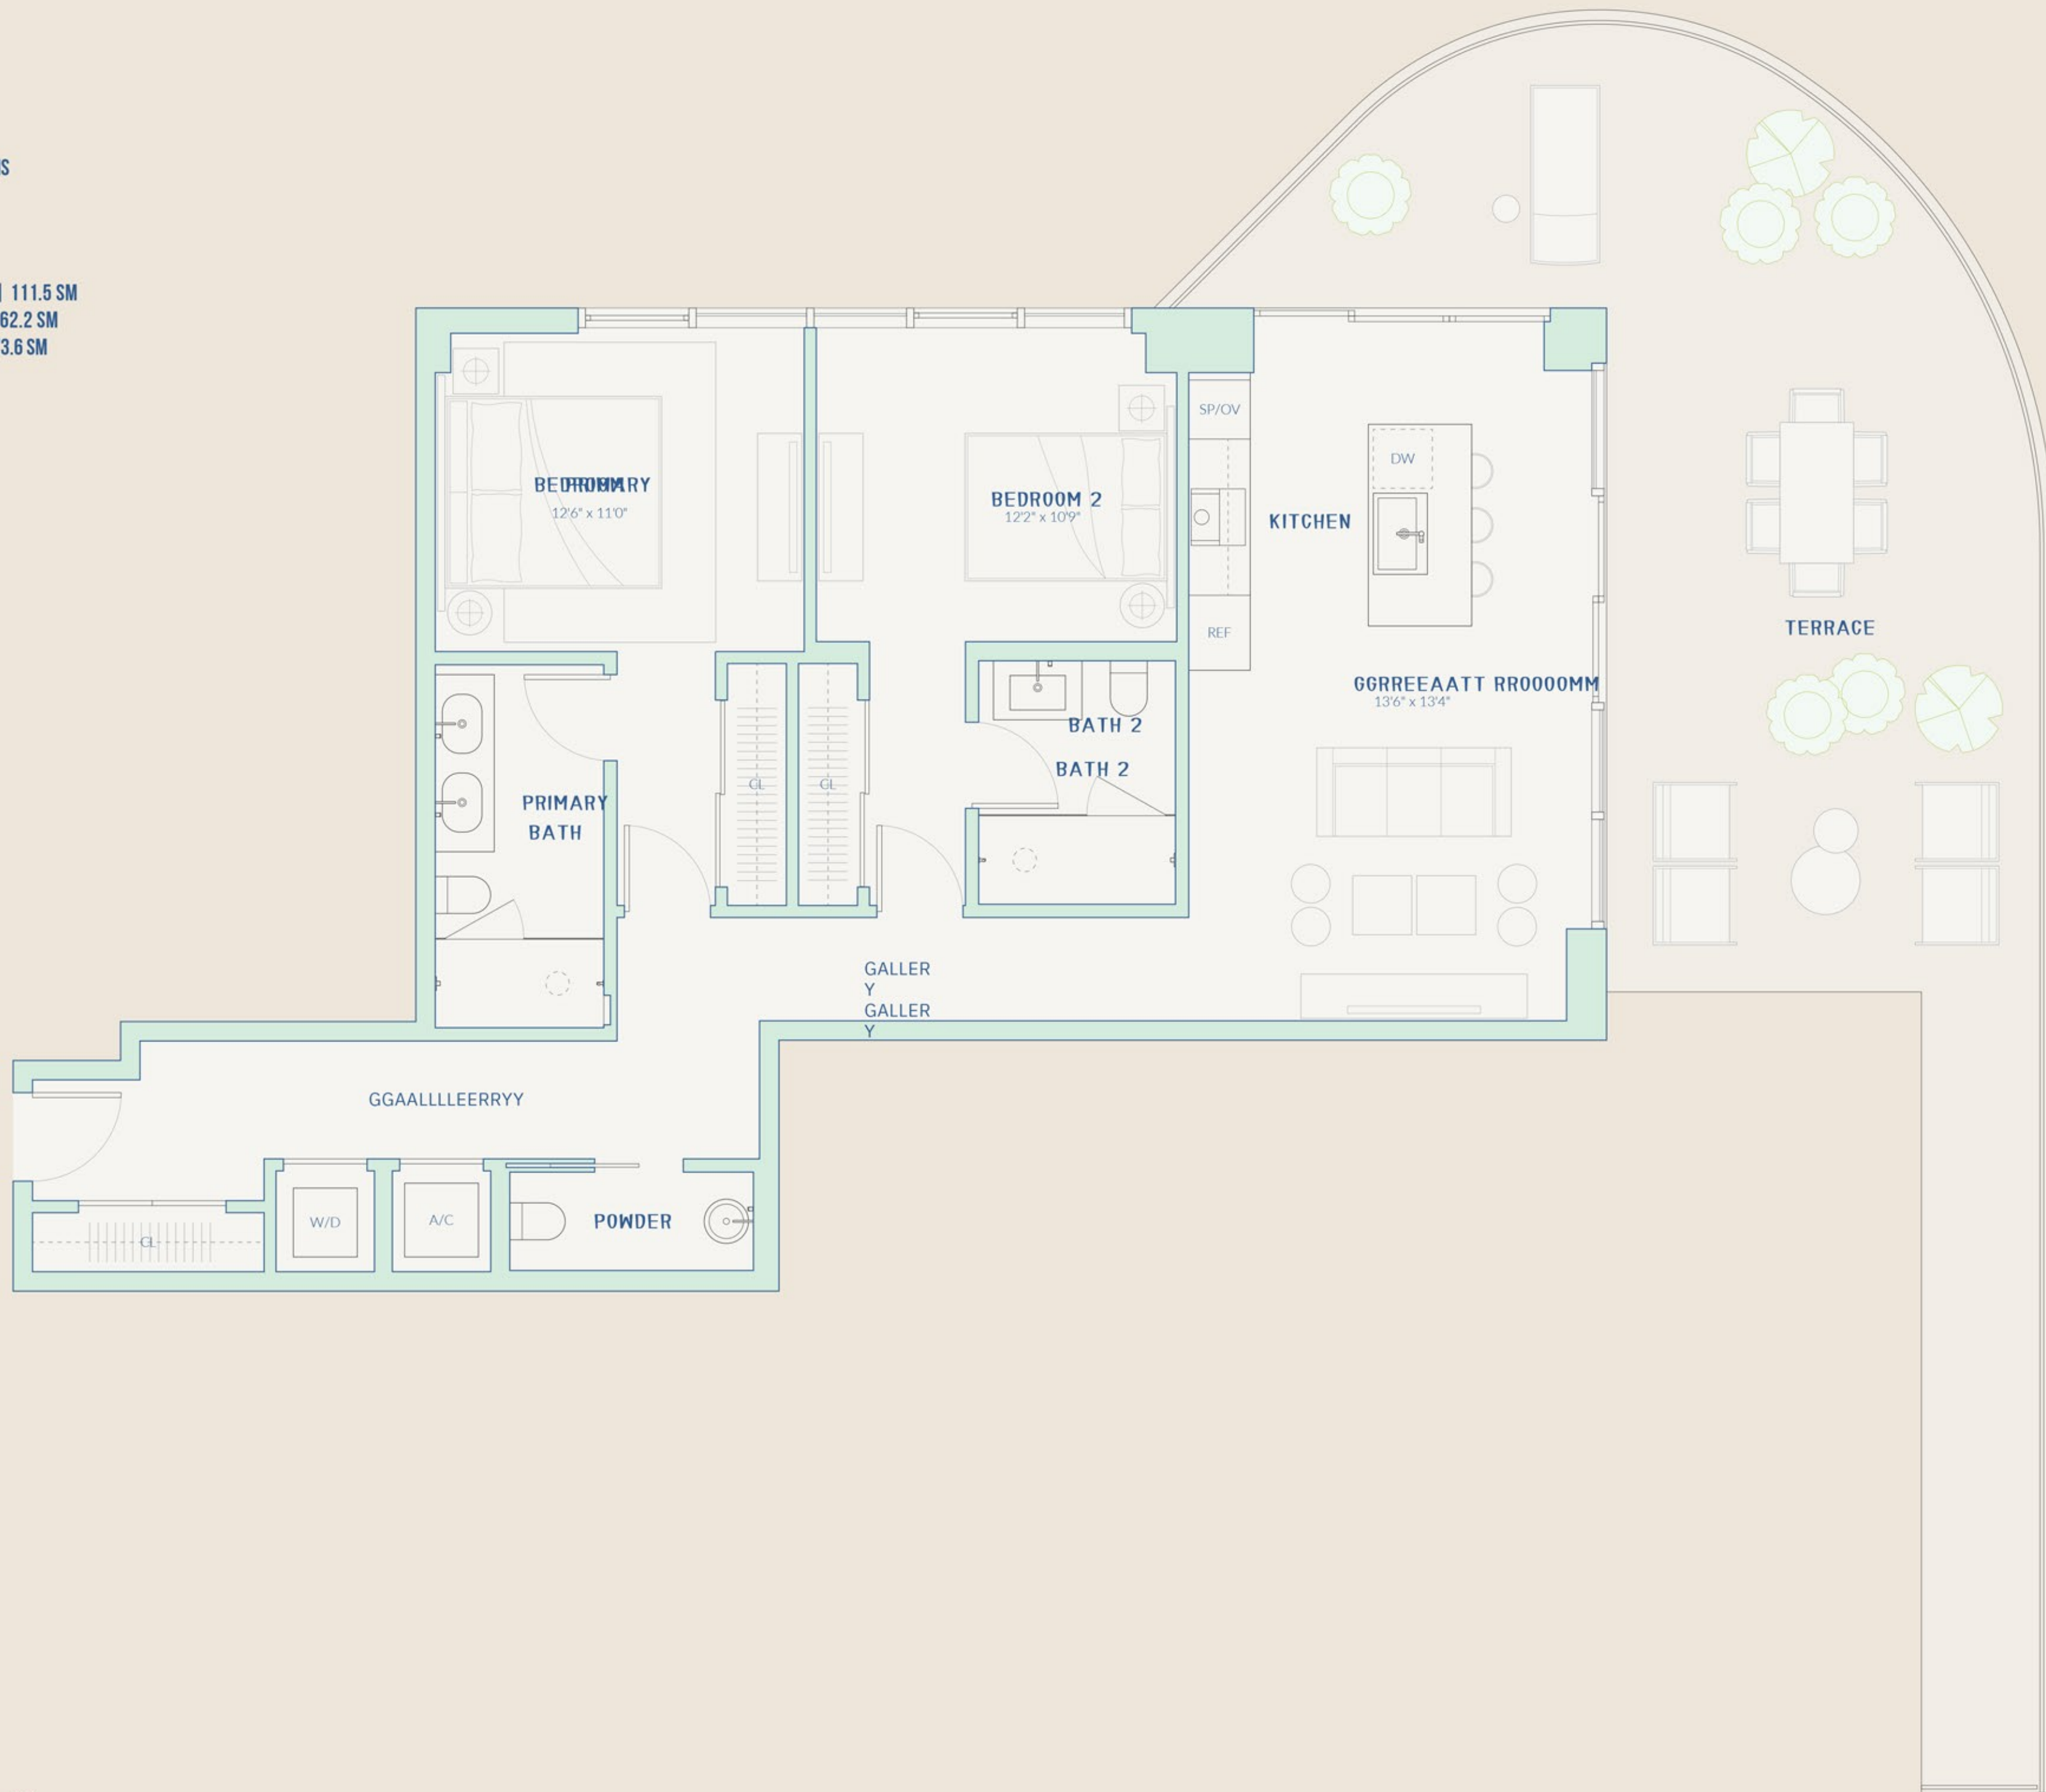 111.5 SM
62.2 SM
3.6 SM
BEDROOM
PRIMARY
12'6" x 11'0"
BEDROOM 2
12'2" x 10'9"
SP/OV
DW
KITCHEN
REF
TERRACE
GGRREEAATT RROOOOMM
13'6" x 13'4"
BATH 2
BATH 2
CL
CL
PRIMARY
BATH
GALLER
Y
GALLER
Y
GGAALLLLEERRYY
W/D
A/C
POWDER
CL